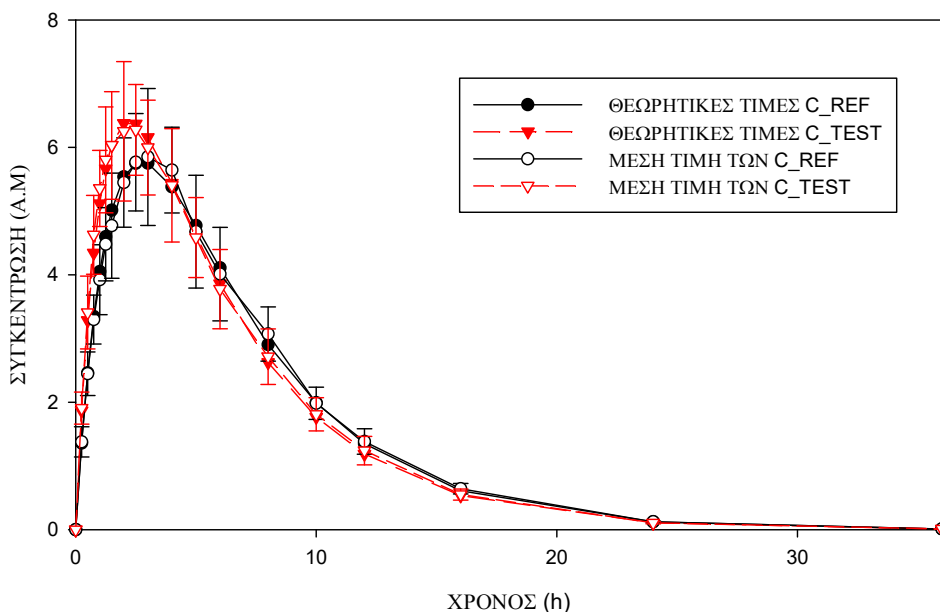 8
6
4
2
0
ΣΥΓΚΕΝΤΡΩΣΗ (Α.Μ)
ΘΕΩΡΗΤΙΚΕΣ ΤΙΜΕΣ C_REF
ΘΕΩΡΗΤΙΚΕΣ ΤΙΜΕΣ C_TEST
ΜΕΣΗ ΤΙΜΗ ΤΩΝ C_REF
ΜΕΣΗ ΤΙΜΗ ΤΩΝ C_TEST
0 10 20 30
ΧΡΟΝΟΣ (h)